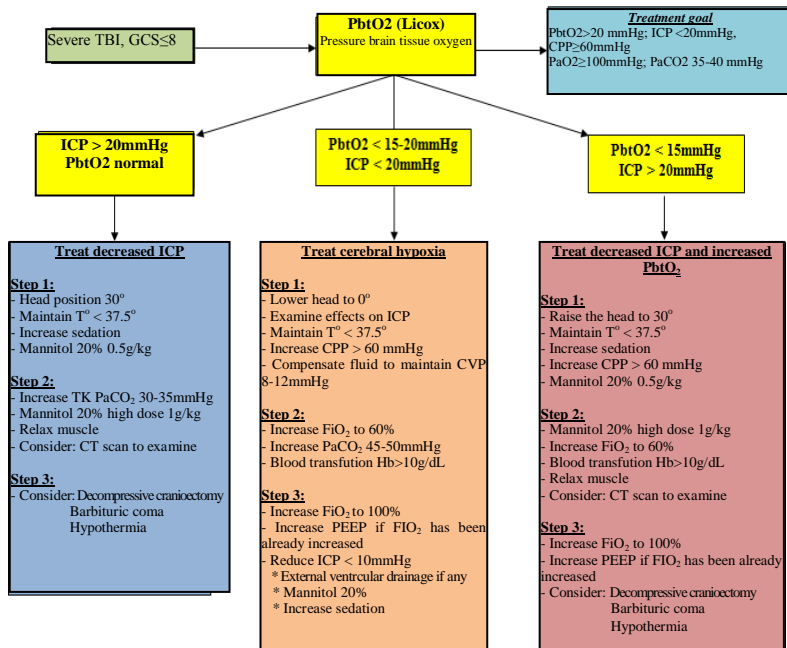 Severe TBI, GCS≤8
PbtO2 (Licox)
Pressure brain tissue oxygen
Treatment goal
PbtO2>20 mmHg; ICP <20mmHg,
CPP≥60mmHg
PaO2≥100mmHg; PaCO2 35-40 mmHg
ICP > 20mmHg
PbtO2 normal
PbtO2 < 15-20mmHg
ICP < 20mmHg
PbtO2 < 15mmHg
ICP > 20mmHg
Treat decreased ICP
Step 1:
- Head position 30°
- Maintain T° < 37.5°
- Increase sedation
- Mannitol 20% 0.5g/kg
Step 2:
- Increase TK PaCO₂ 30-35mmHg
- Mannitol 20% high dose 1g/kg
- Relax muscle
- Consider: CT scan to examine
Step 3:
- Consider: Decompressive cranioectomy
Barbituric coma
Hypothermia
Treat cerebral hypoxia
Step 1:
- Lower head to 0°
- Examine effects on ICP
- Maintain T° < 37.5°
- Increase CPP > 60 mmHg
- Compensate fluid to maintain CVP
8-12mmHg
Step 2:
- Increase FiO₂ to 60%
- Increase PaCO₂ 45-50mmHg
- Blood transfution Hb>10g/dL
Step 3:
- Increase FiO₂ to 100%
- Increase PEEP if FIO₂ has been
already increased
- Reduce ICP < 10mmHg
* External ventrcular drainage if any
* Mannitol 20%
* Increase sedation
Treat decreased ICP and increased
PbtO₂
Step 1:
- Raise the head to 30°
- Maintain T° < 37.5°
- Increase sedation
- Increase CPP > 60 mmHg
- Mannitol 20% 0.5g/kg
Step 2:
- Mannitol 20% high dose 1g/kg
- Increase FiO₂ to 60%
- Blood transfution Hb>10g/dL
- Relax muscle
- Consider: CT scan to examine
Step 3:
- Increase FiO₂ to 100%
- Increase PEEP if FIO₂ has been already
increased
- Consider: Decompressive cranioectomy
Barbituric coma
Hypothermia